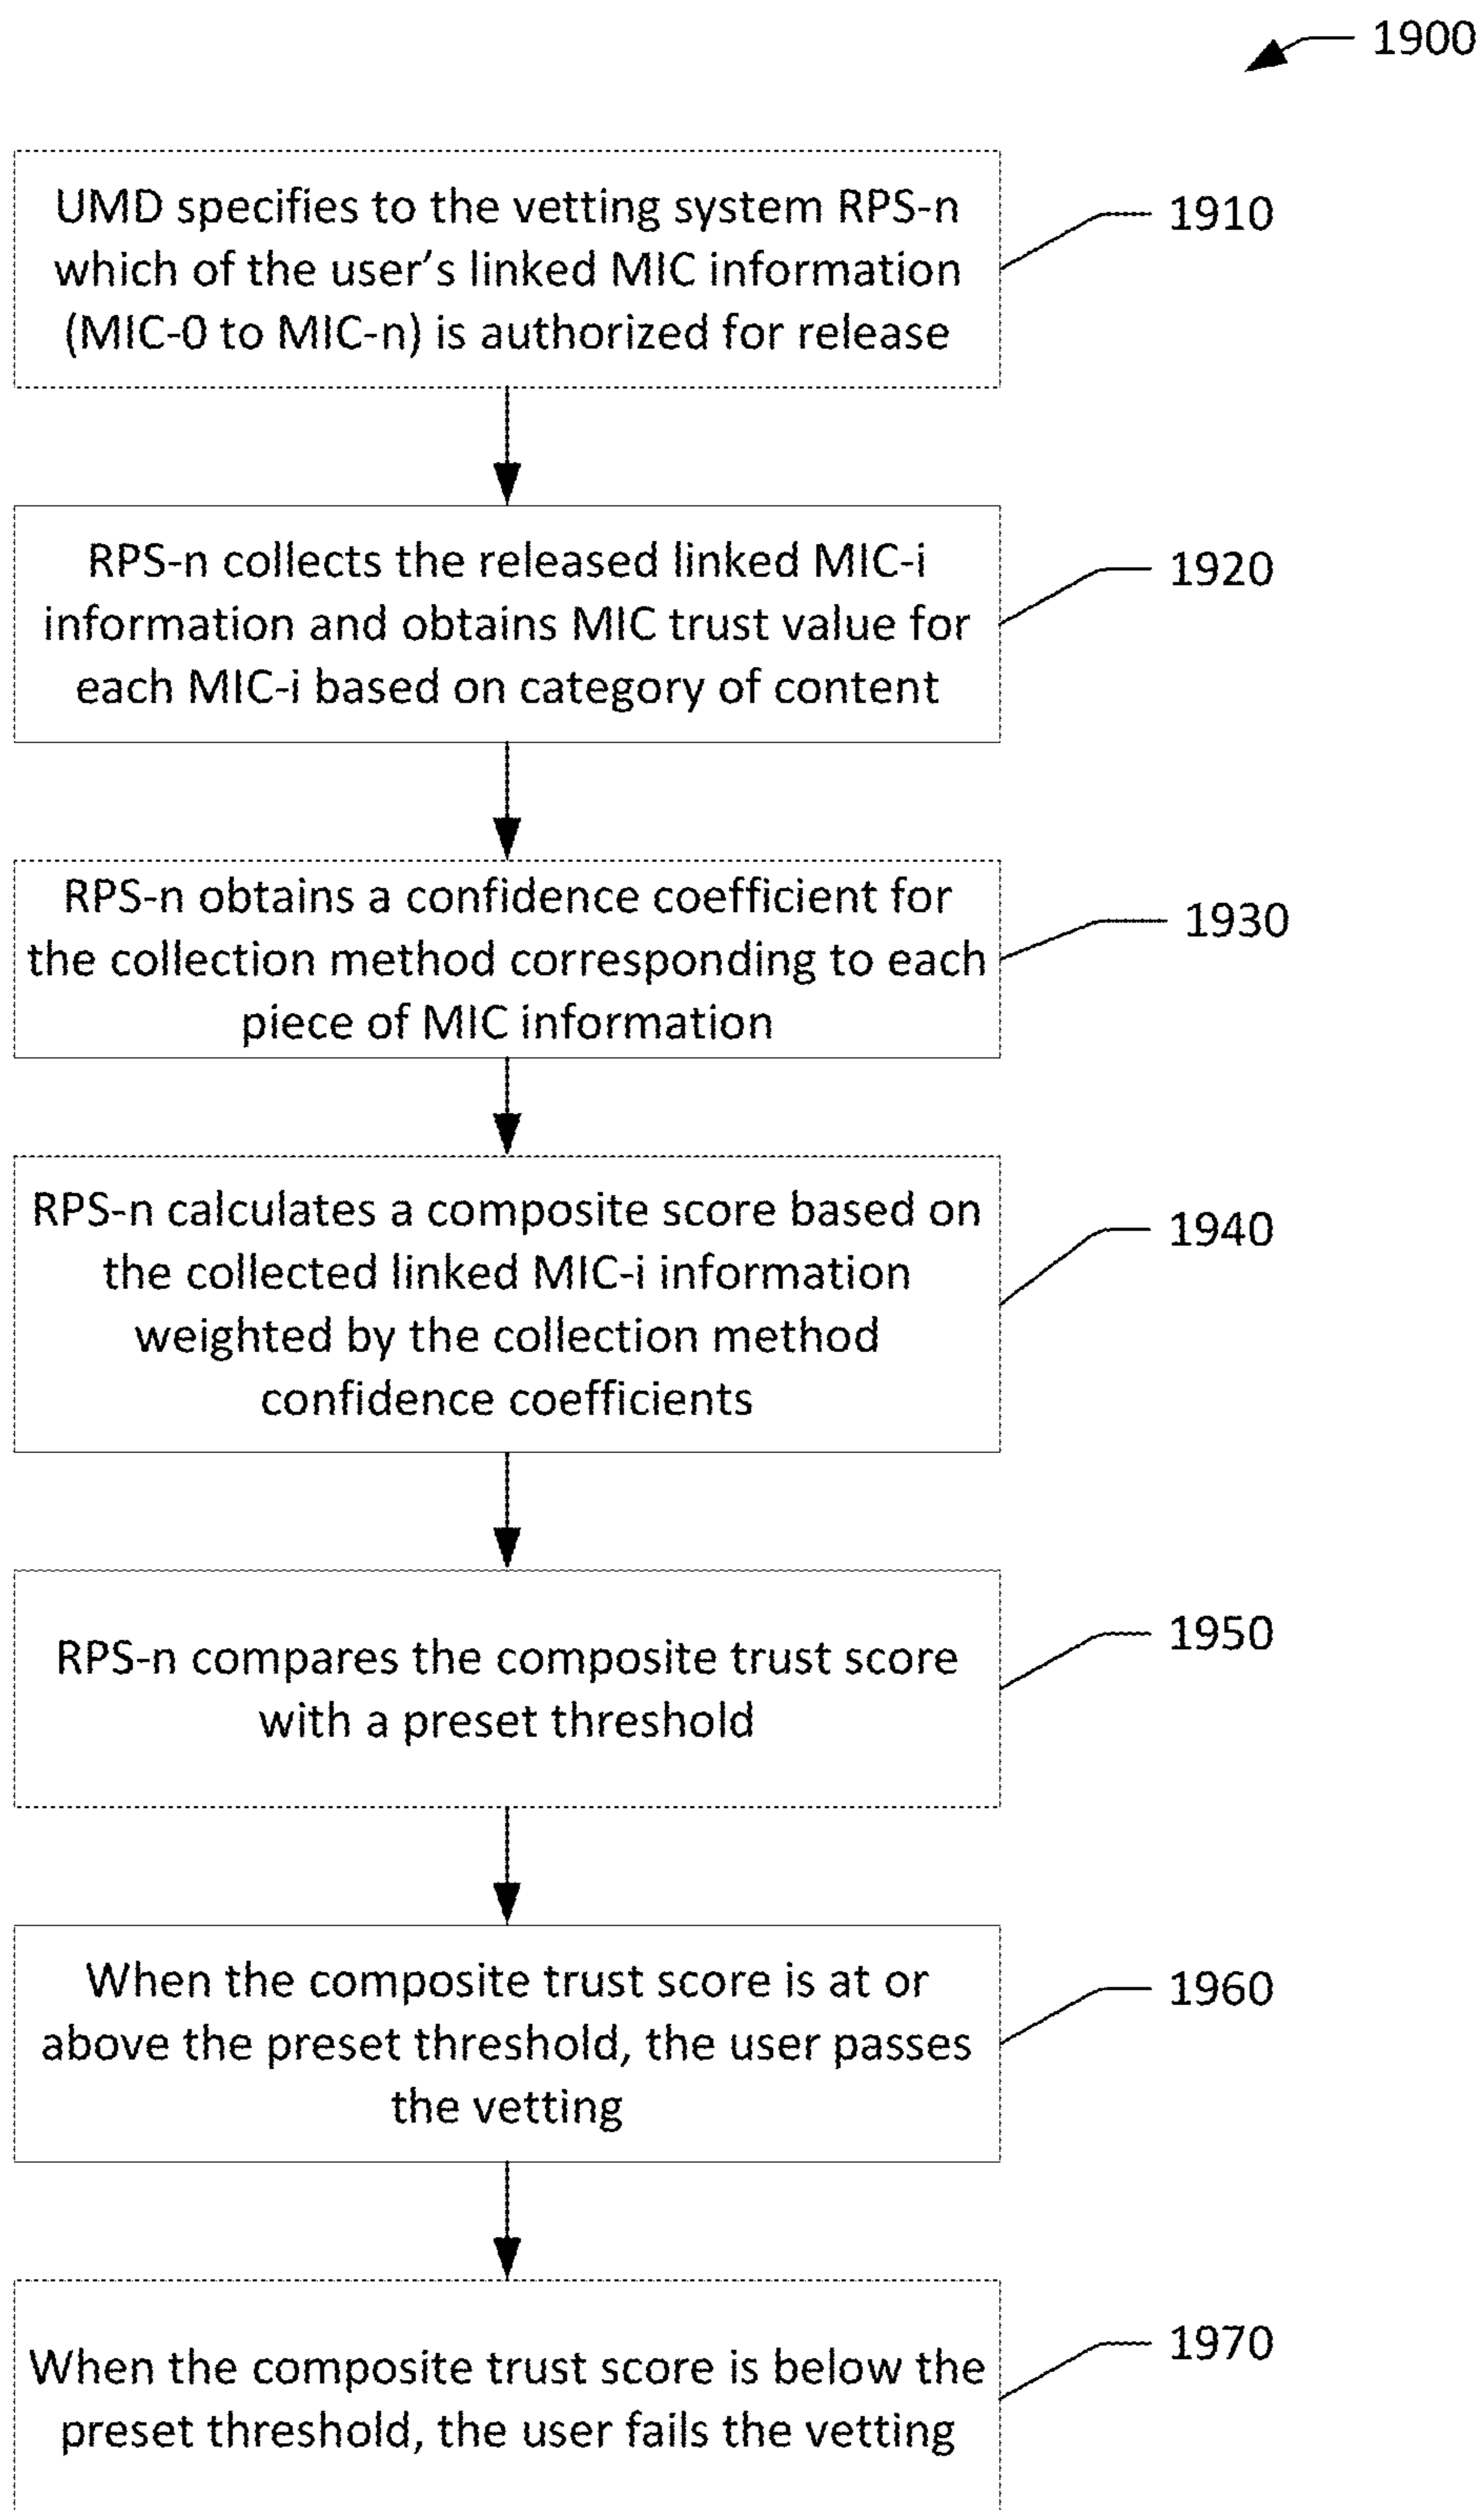 1900
UMD specifies to the vetting system RPS-n
which of the user's linked MIC information
(MIC-0 to MIC-n) is authorized for release
1910
RPS-n collects the released linked MIC-i
information and obtains MIC trust value for
each MIC-i based on category of content
1920
RPS-n obtains a confidence coefficient for
the collection method corresponding to each
piece of MIC information
1930
RPS-n calculates a composite score based on
the collected linked MIC-i information
weighted by the collection method
confidence coefficients
1940
RPS-n compares the composite trust score
with a preset threshold
1950
When the composite trust score is at or
above the preset threshold, the user passes
the vetting
1960
When the composite trust score is below the
preset threshold, the user fails the vetting
1970